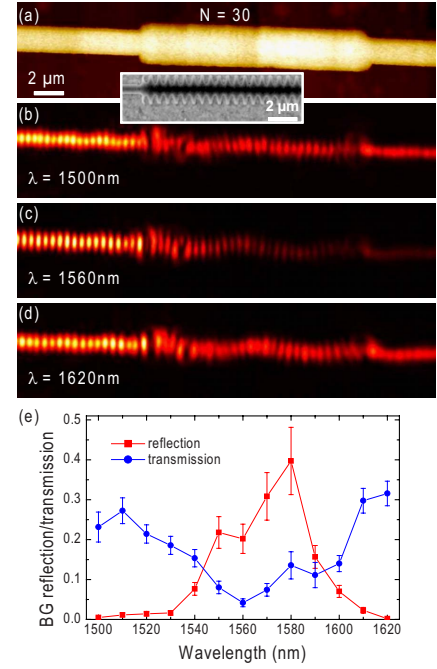 (a)
N = 30
2 µm
2 µm
(b)
λ = 1500nm
(c)
λ = 1560nm
(d)
λ = 1620nm
(e)
0.5
0.4
0.3
0.2
0.1
0.0
BG reflection/transmission
reflection
transmission
1500 1520 1540 1560 1580 1600 1620
Wavelength (nm)